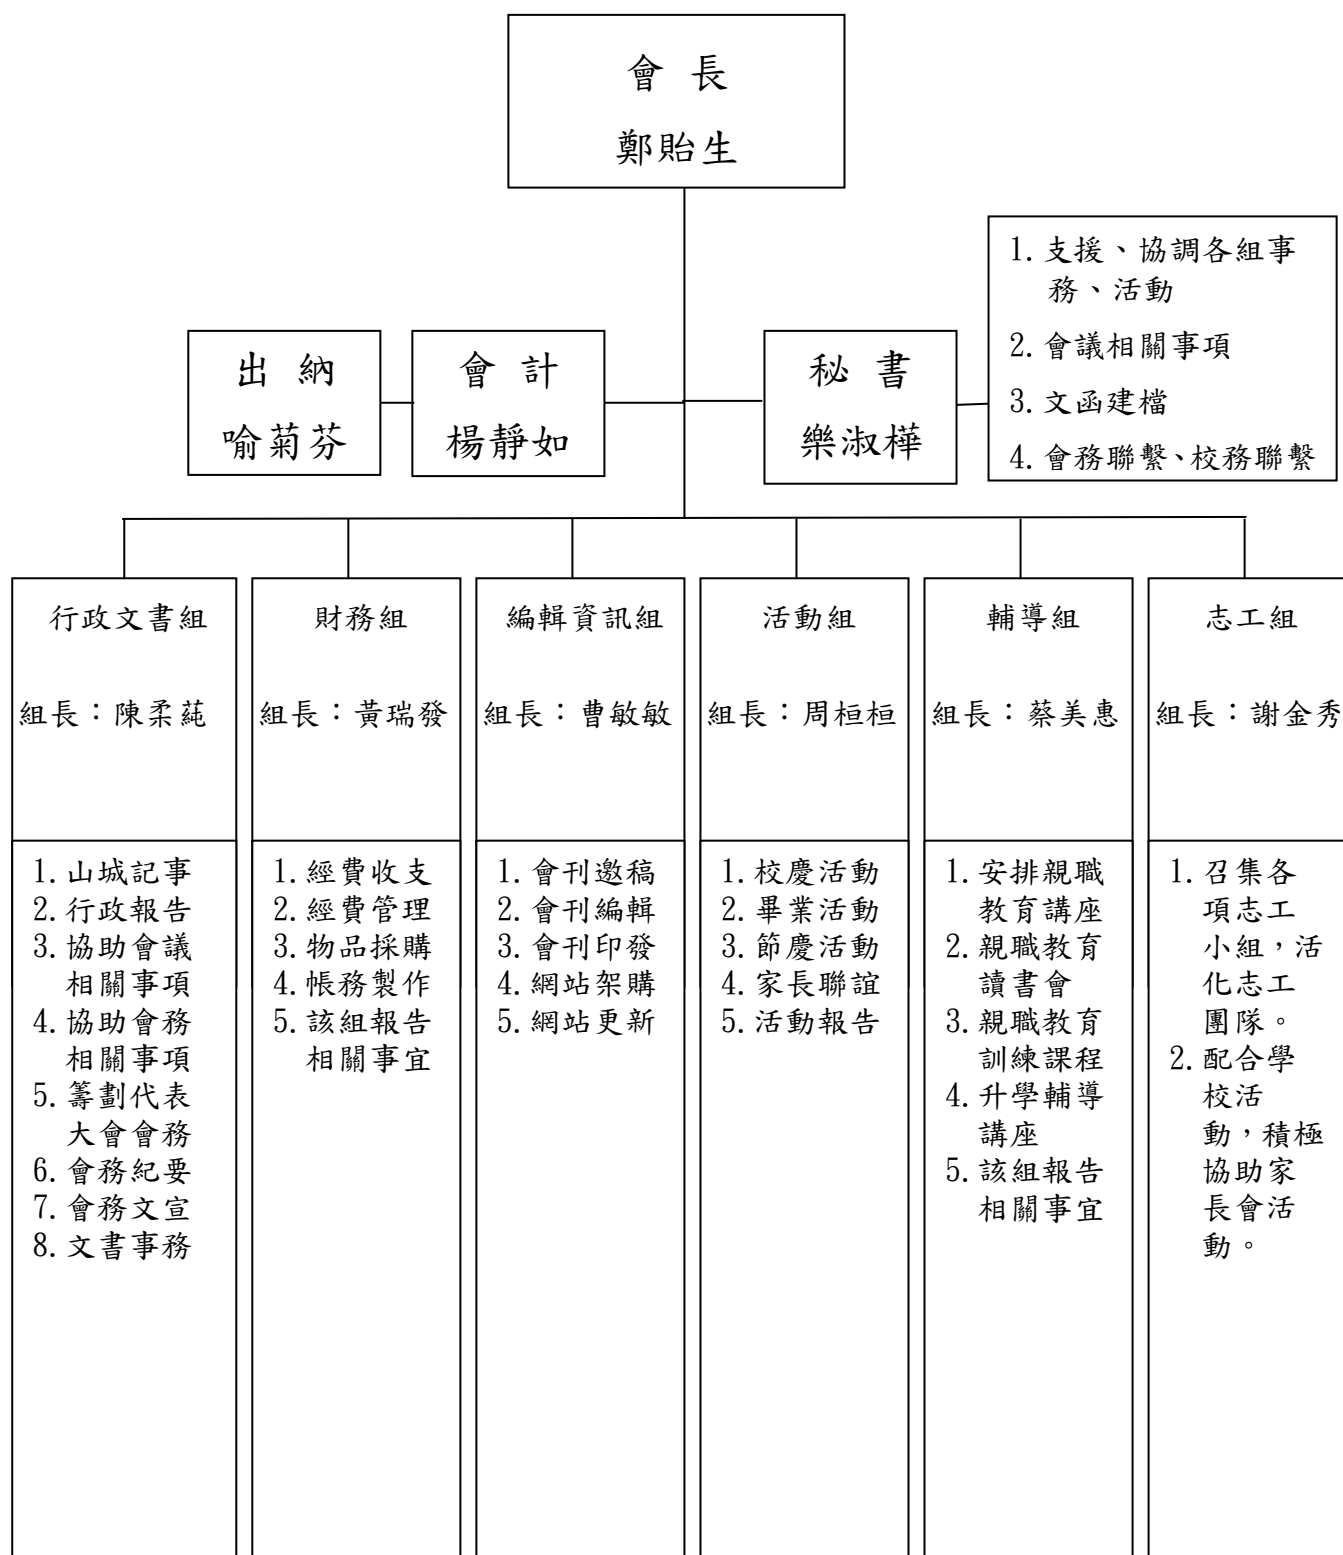 會 長
鄭貽生
1. 支援、協調各組事
務、活動
2. 會議相關事項
3. 文函建檔
4. 會務聯繫、校務聯繫
出 納
喻菊芬
會 計
楊靜如
秘 書
樂淑樺
行政文書組
組長：陳柔蒓
1. 山城記事
2. 行政報告
3. 協助會議
相關事項
4. 協助會務
相關事項
5. 籌劃代表
大會會務
6. 會務紀要
7. 會務文宣
8. 文書事務
財務組
組長：黃瑞發
1. 經費收支
2. 經費管理
3. 物品採購
4. 帳務製作
5. 該組報告
相關事宜
編輯資訊組
組長：曹敏敏
1. 會刊邀稿
2. 會刊編輯
3. 會刊印發
4. 網站架購
5. 網站更新
活動組
組長：周桓桓
1. 校慶活動
2. 畢業活動
3. 節慶活動
4. 家長聯誼
5. 活動報告
輔導組
組長：蔡美惠
1. 安排親職
教育講座
2. 親職教育
讀書會
3. 親職教育
訓練課程
4. 升學輔導
講座
5. 該組報告
相關事宜
志工組
組長：謝金秀
1. 召集各
項志工
小組，活
化志工
團隊。
2. 配合學
校活
動，積極
協助家
長會活
動。